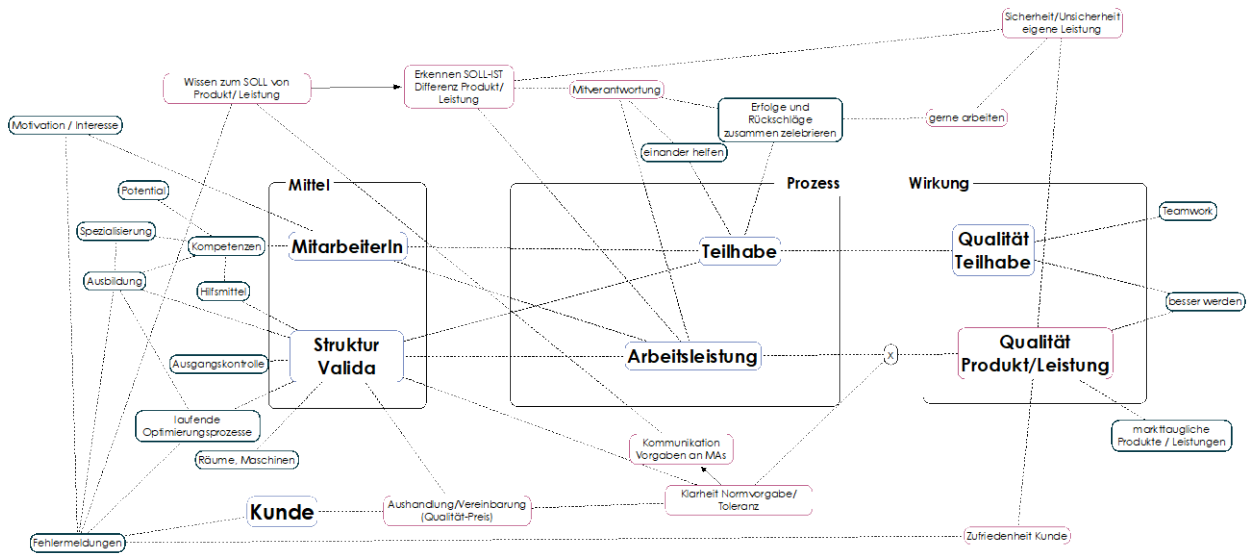 Sicherheit/Unsicherheit
eigene Leistung
Wissen zum SOLL von
Produkt/ Leistung
Erkennen SOLL-IST
Differenz Produkt/
Leistung
Mitverantwortung
Erfolge und
Rückschläge
zusammen zelebrieren
gerne arbeiten
Motivation / Interesse
einander helfen
Mittel
Prozess
Wirkung
Potential
Spezialisierung
Kompetenzen
MitarbeiterIn
Teilhabe
Qualität
Teilhabe
Teamwork
Ausbildung
Hilfsmittel
besser werden
Struktur
Valida
Arbeitsleistung
X
Qualität
Produkt/Leistung
Ausgangskontrolle
laufende
Optimierungsprozesse
Räume, Maschinen
Kommunikation
Vorgaben an MAs
markttaugliche
Produkte / Leistungen
Kunde
Aushandlung/Vereinbarung
(Qualität-Preis)
Klarheit Normvorgabe/
Toleranz
Fehlermeldungen
Zufriedenheit Kunde